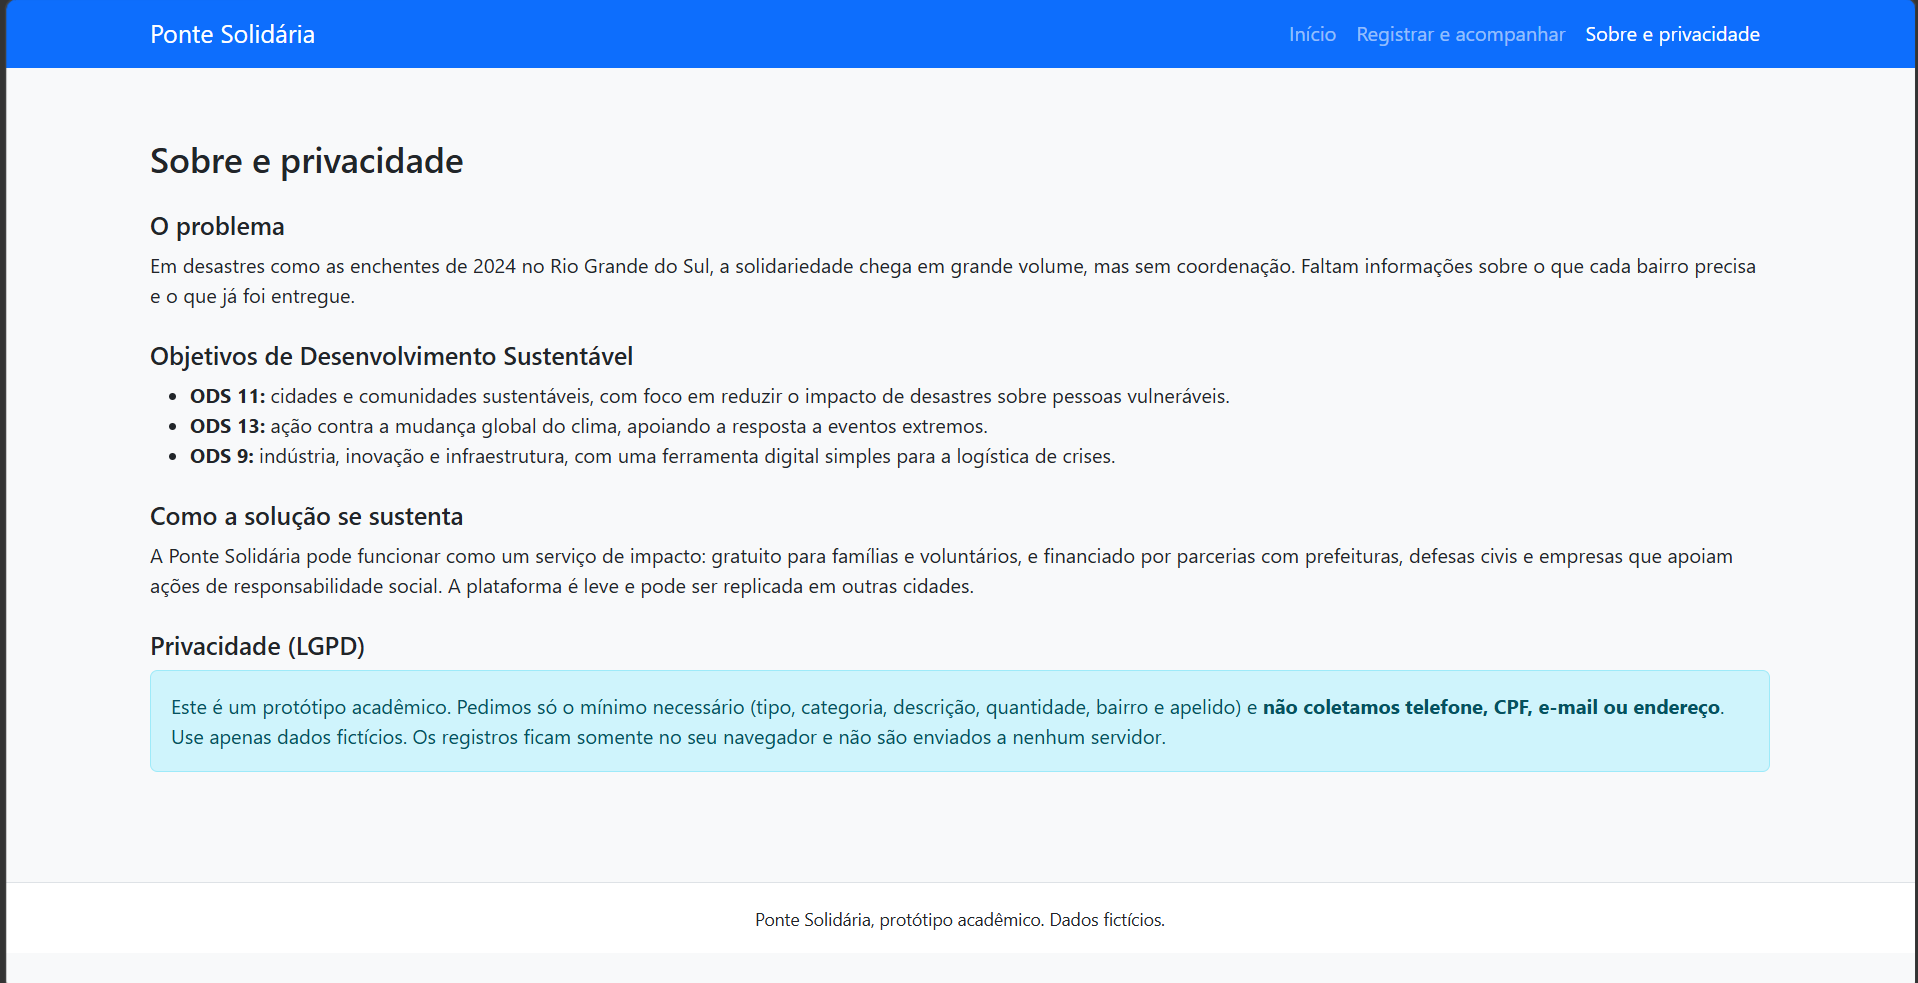 Ponte Solidária
Início Registrar e acompanhar Sobre e privacidade
Sobre e privacidade
O problema
Em desastres como as enchentes de 2024 no Rio Grande do Sul, a solidariedade chega em grande volume, mas sem coordenação. Faltam informações sobre o que cada bairro precisa
e o que já foi entregue.
Objetivos de Desenvolvimento Sustentável
• ODS 11: cidades e comunidades sustentáveis, com foco em reduzir o impacto de desastres sobre pessoas vulneráveis.
• ODS 13: ação contra a mudança global do clima, apoiando a resposta a eventos extremos.
• ODS 9: indústria, inovação e infraestrutura, com uma ferramenta digital simples para a logística de crises.
Como a solução se sustenta
A Ponte Solidária pode funcionar como um serviço de impacto: gratuito para famílias e voluntários, e financiado por parcerias com prefeituras, defesas civis e empresas que apoiam
ações de responsabilidade social. A plataforma é leve e pode ser replicada em outras cidades.
Privacidade (LGPD)
Este é um protótipo acadêmico. Pedimos só o mínimo necessário (tipo, categoria, descrição, quantidade, bairro e apelido) e não coletamos telefone, CPF, e-mail ou endereço.
Use apenas dados fictícios. Os registros ficam somente no seu navegador e não são enviados a nenhum servidor.
Ponte Solidária, protótipo acadêmico. Dados fictícios.